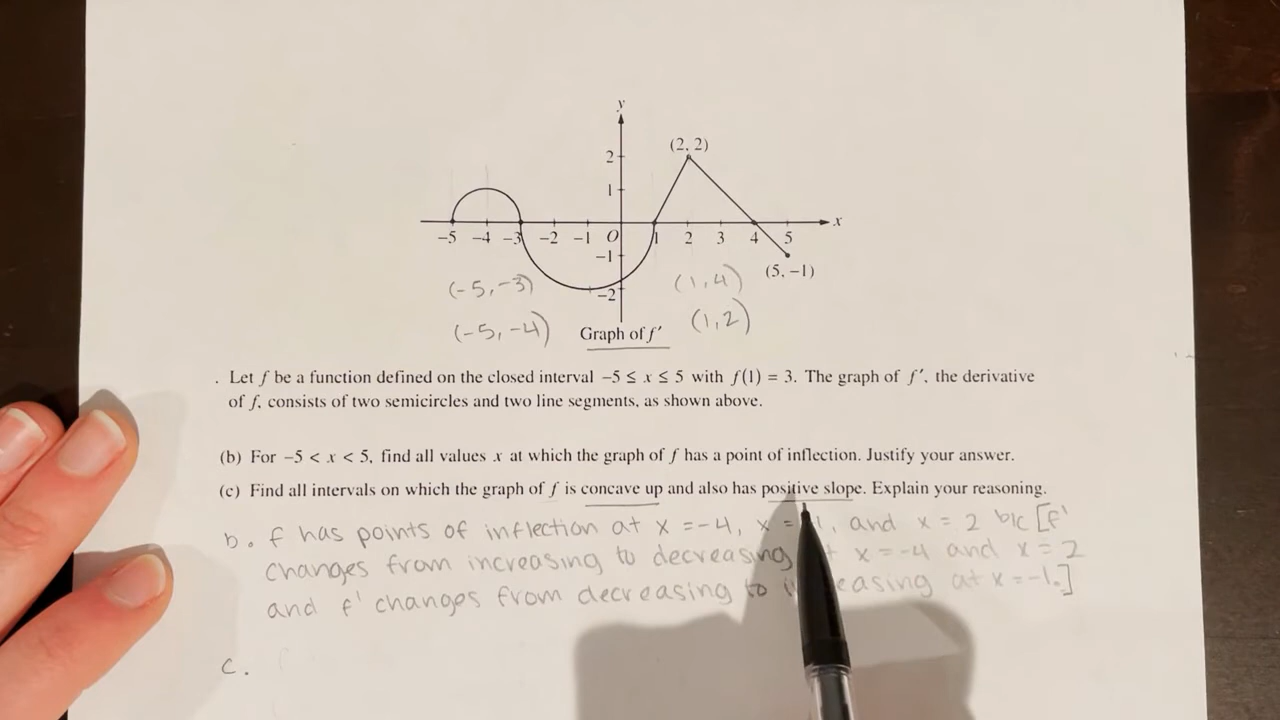 y
(2, 2)
2
1
x
-5 -4 -3 -2 -1 O 1 2 3 4 5
-1
(5, -1)
-2
(-5, -3) (1, 4)
(-5, -4) (1, 2)
Graph of f'
. Let f be a function defined on the closed interval -5 ≤ x ≤ 5 with f(1) = 3. The graph of f', the derivative
of f, consists of two semicircles and two line segments, as shown above.
(b) For -5 < x < 5, find all values x at which the graph of f has a point of inflection. Justify your answer.
(c) Find all intervals on which the graph of f is concave up and also has positive slope. Explain your reasoning.
b. f has points of inflection at x = -4, x = 1, and x = 2 b/c [f'
changes from increasing to decreasing x = -4 and x = 2
and f' changes from decreasing to at x = -1.]
c.